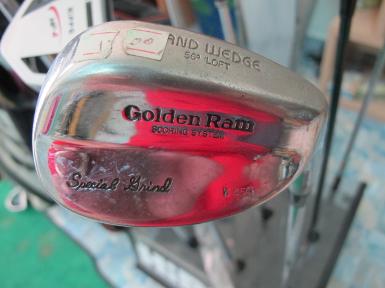 AND WEDGE
56° LOFT
Golden Ram
SCORING SYSTEM
Special Grind